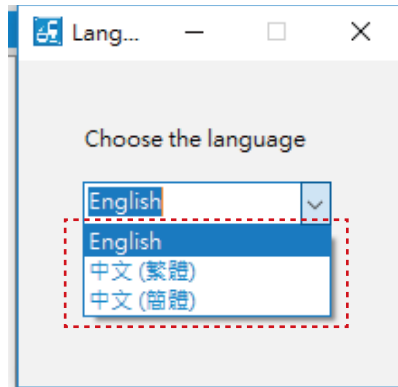 Lang...
Choose the language
English
English
中文 (繁體)
中文 (簡體)